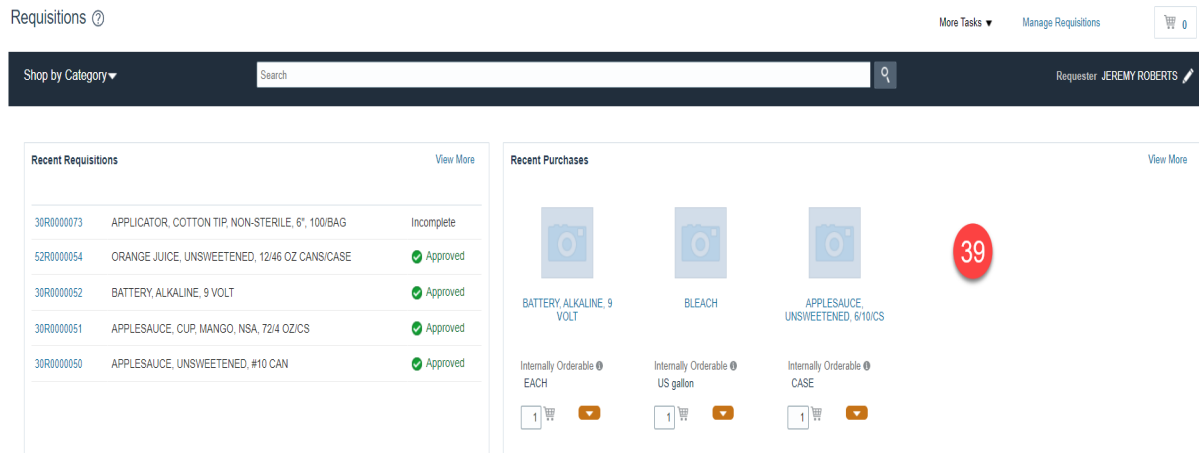 Requisitions ?
More Tasks ▼ Manage Requisitions 0
Shop by Category▼ Search Requester JEREMY ROBERTS
Recent Requisitions View More
30R0000073 APPLICATOR, COTTON TIP, NON-STERILE, 6", 100/BAG Incomplete
52R0000054 ORANGE JUICE, UNSWEETENED, 12/46 OZ CANS/CASE Approved
30R0000052 BATTERY, ALKALINE, 9 VOLT Approved
30R0000051 APPLESAUCE, CUP, MANGO, NSA, 72/4 OZ/CS Approved
30R0000050 APPLESAUCE, UNSWEETENED, #10 CAN Approved
Recent Purchases View More
39
BATTERY, ALKALINE, 9
VOLT
Internally Orderable
EACH
1
BLEACH
Internally Orderable
US gallon
1
APPLESAUCE,
UNSWEETENED, 6/10/CS
Internally Orderable
CASE
1